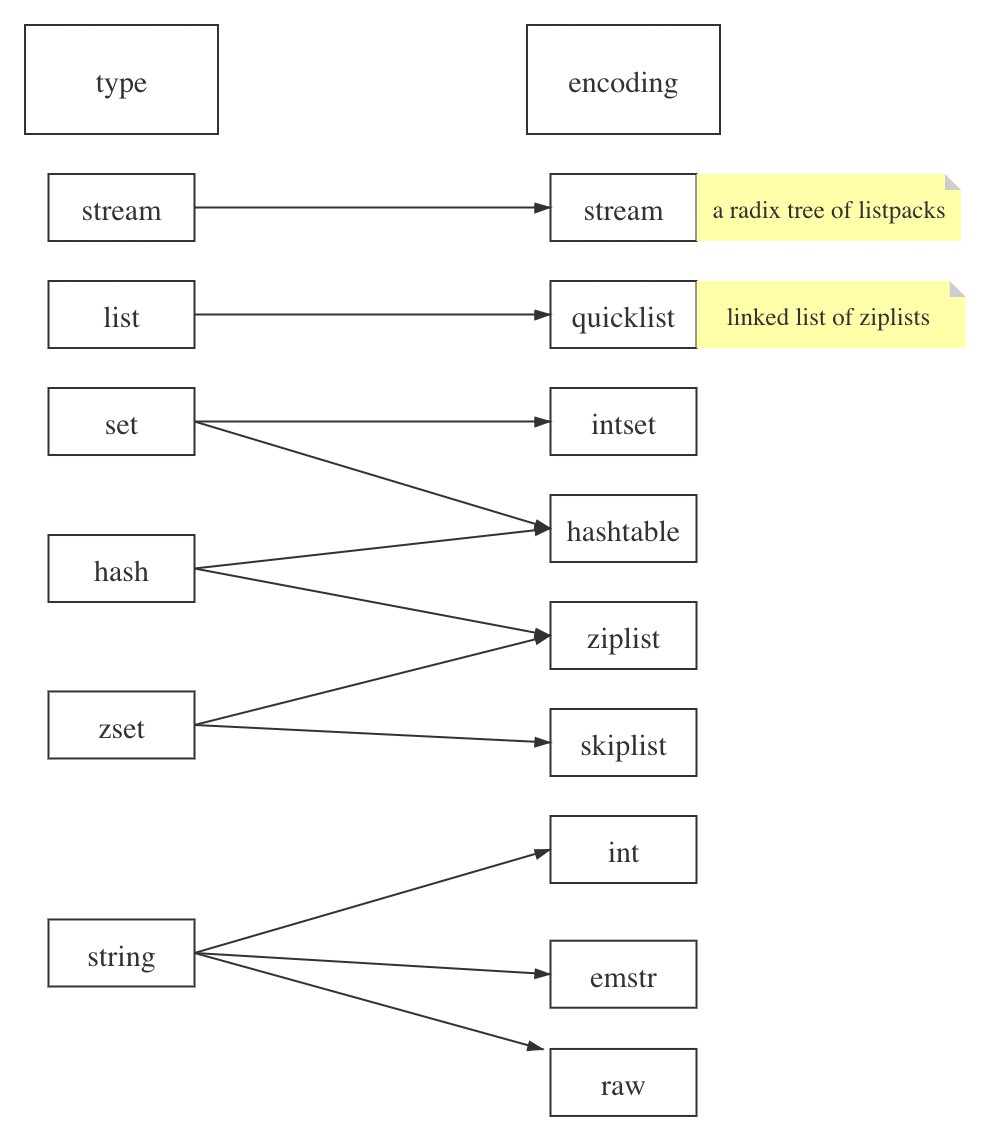 type
encoding
stream
stream
a radix tree of listpacks
list
quicklist
linked list of ziplists
set
intset
hashtable
hash
ziplist
zset
skiplist
int
string
emstr
raw